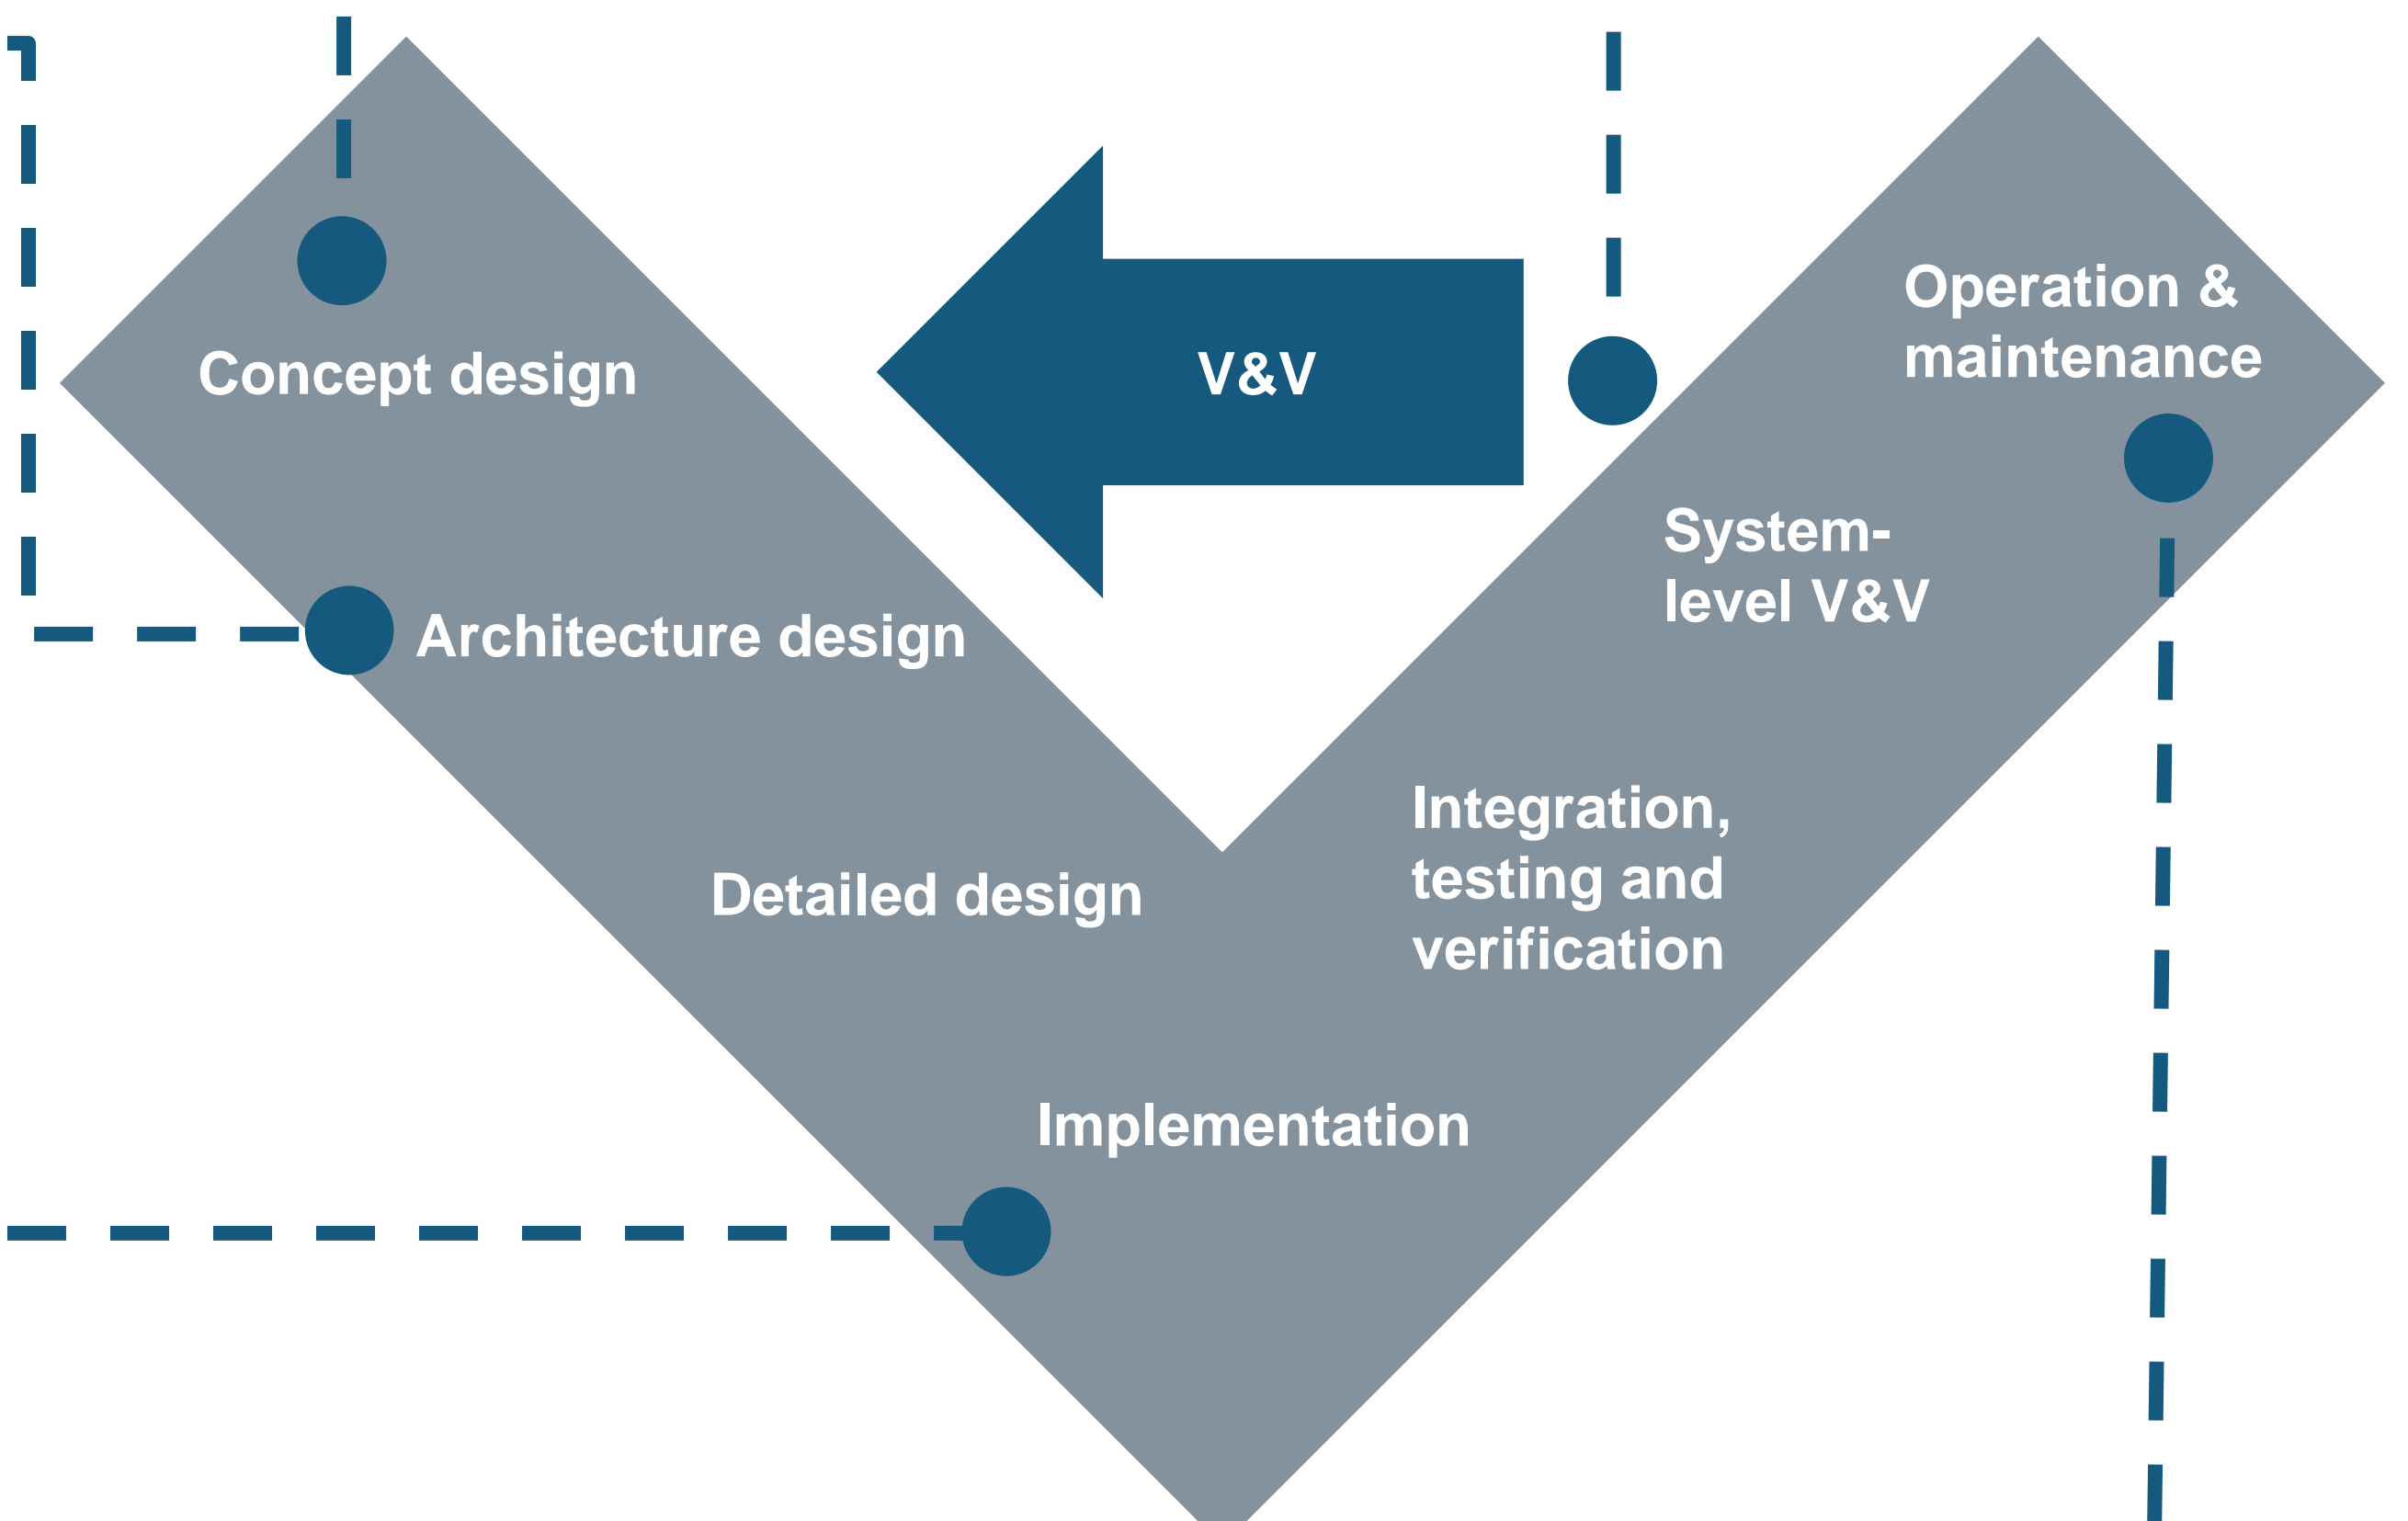 Concept design
V&V
Operation &
maintenance
Architecture design
System-
level V&V
Detailed design
Integration,
testing and
verification
Implementation